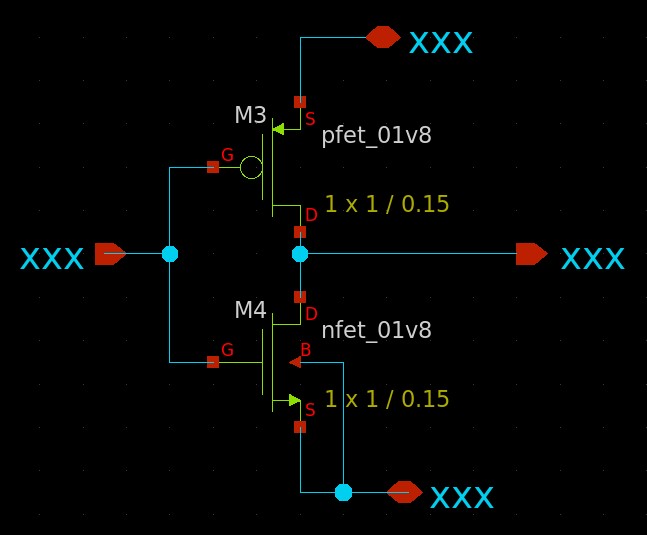 xxx
M3
S
pfet_01v8
G
1 x 1 / 0.15
D
xxx
xxx
M4
D
nfet_01v8
G
B
1 x 1 / 0.15
S
xxx